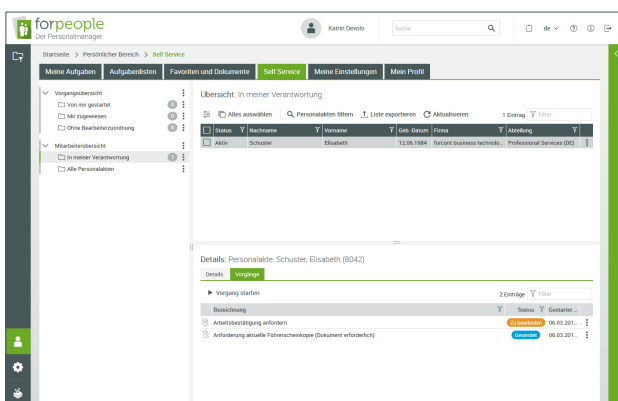 forpeople
Der Personalmanager.
Katrin Devolo
Suche
de
Startseite > Persönlicher Bereich > Self Service
Meine Aufgaben Aufgabenlisten Favoriten und Dokumente Self Service Meine Einstellungen Mein Profil
Vorgangsübersicht
Von mir gestartet 0
Mir zugewiesen 0
Ohne Bearbeiterzuordnung 0
Mitarbeiterübersicht
In meiner Verantwortung 1
Alle Personalakten
Übersicht: In meiner Verantwortung
Alles auswählen Personalakten filtern Liste exportieren Aktualisieren 1 Eintrag Filter
Status Nachname Vorname Geb.-Datum Firma Abteilung
Aktiv Schuster Elisabeth 12.06.1984 forcont business technolo... Professional Services (DE)
Details: Personalakte: Schuster, Elisabeth (8042)
Details Vorgänge
Vorgang starten 2 Einträge Filter
Bezeichnung Status Gestartet ...
Arbeitsbestätigung anfordern Zu bearbeiten 06.03.201...
Anforderung aktuelle Führerscheinkopie (Dokument erforderlich) Gesendet 06.03.201...